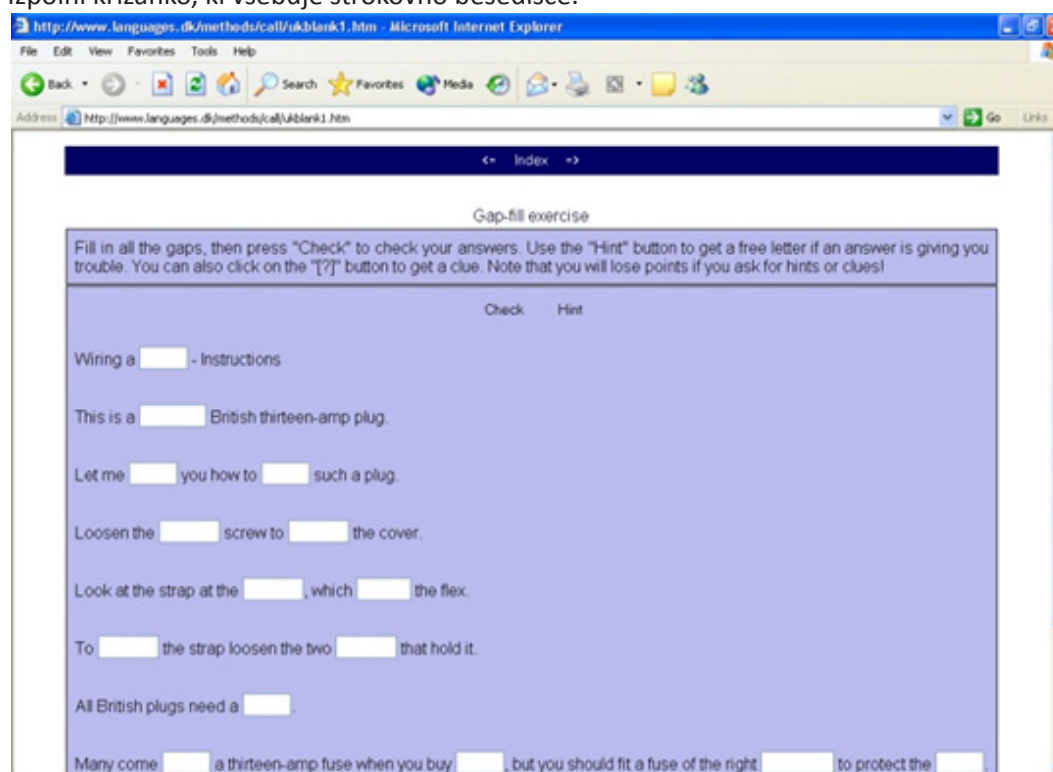 izpolni križanko, ki vsebuje strokovno besedišče.
http://www.languages.dk/methods/call/ukblank1.htm - Microsoft Internet Explorer
File Edit View Favorites Tools Help
Back Search Favorites Media
Address http://www.languages.dk/methods/call/ukblank1.htm Go Links
<= Index =>
Gap-fill exercise
Fill in all the gaps, then press "Check" to check your answers. Use the "Hint" button to get a free letter if an answer is giving you
trouble. You can also click on the "[?]" button to get a clue. Note that you will lose points if you ask for hints or clues!
Check Hint
Wiring a - Instructions
This is a British thirteen-amp plug.
Let me you how to such a plug.
Loosen the screw to the cover.
Look at the strap at the , which the flex.
To the strap loosen the two that hold it.
All British plugs need a .
Many come a thirteen-amp fuse when you buy , but you should fit a fuse of the right to protect the .